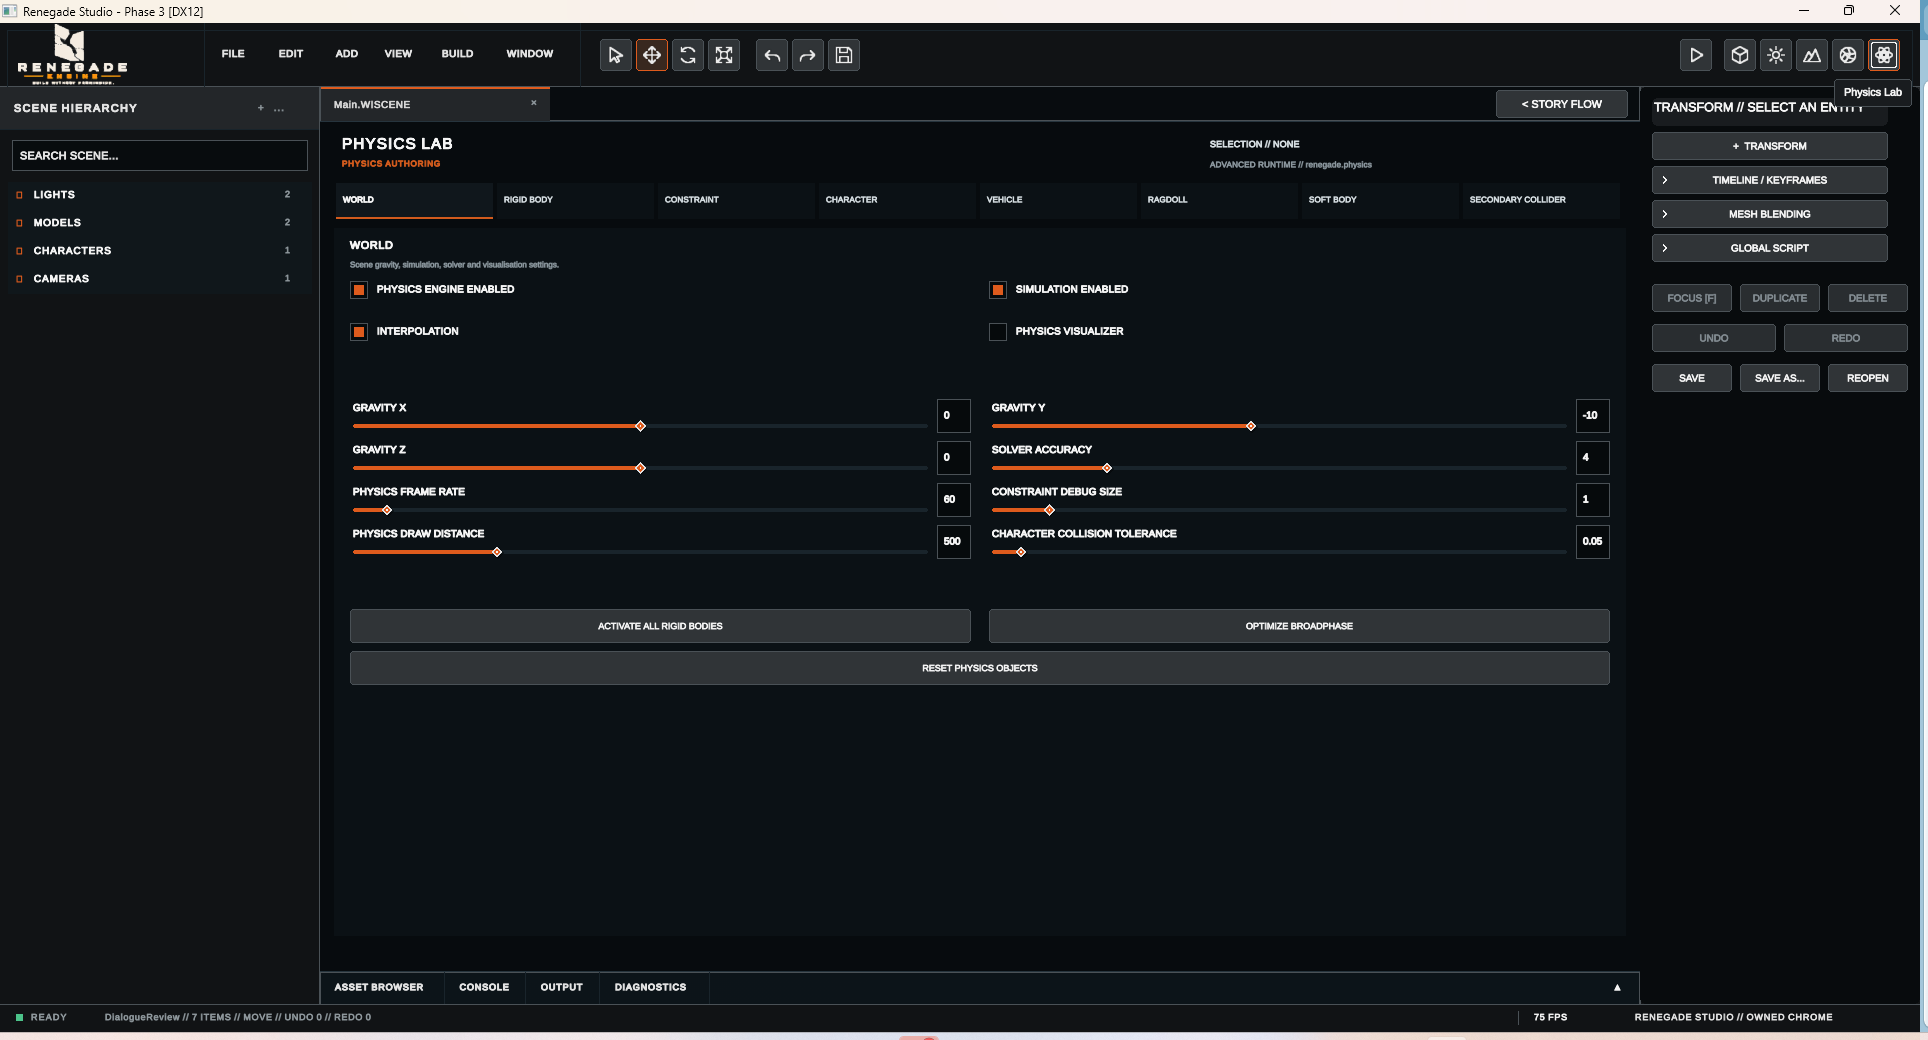 Renegade Studio - Phase 3 [DX12]
RENEGADE
ENGINE
BUILD WITHOUT PERMISSION.
FILE
EDIT
ADD
VIEW
BUILD
WINDOW
Physics Lab
SCENE HIERARCHY
+ ...
SEARCH SCENE...
LIGHTS 2
MODELS 2
CHARACTERS 1
CAMERAS 1
Main.WISCENE ×
< STORY FLOW
PHYSICS LAB
PHYSICS AUTHORING
SELECTION // NONE
ADVANCED RUNTIME // renegade.physics
WORLD
RIGID BODY
CONSTRAINT
CHARACTER
VEHICLE
RAGDOLL
SOFT BODY
SECONDARY COLLIDER
WORLD
Scene gravity, simulation, solver and visualisation settings.
PHYSICS ENGINE ENABLED
SIMULATION ENABLED
INTERPOLATION
PHYSICS VISUALIZER
GRAVITY X 0
GRAVITY Y -10
GRAVITY Z 0
SOLVER ACCURACY 4
PHYSICS FRAME RATE 60
CONSTRAINT DEBUG SIZE 1
PHYSICS DRAW DISTANCE 500
CHARACTER COLLISION TOLERANCE 0.05
ACTIVATE ALL RIGID BODIES
OPTIMIZE BROADPHASE
RESET PHYSICS OBJECTS
TRANSFORM // SELECT AN ENTITY
+ TRANSFORM
> TIMELINE / KEYFRAMES
> MESH BLENDING
> GLOBAL SCRIPT
FOCUS [F]
DUPLICATE
DELETE
UNDO
REDO
SAVE
SAVE AS...
REOPEN
ASSET BROWSER
CONSOLE
OUTPUT
DIAGNOSTICS
▲
READY
DialogueReview // 7 ITEMS // MOVE // UNDO 0 // REDO 0
75 FPS
RENEGADE STUDIO // OWNED CHROME